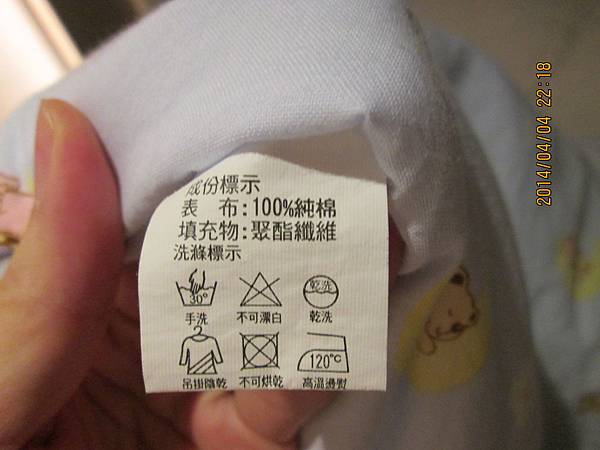 成份標示
表 布:100%純棉
填充物:聚酯纖維
洗滌標示
30°
乾洗
手洗 不可漂白 乾洗
120°C
吊掛陰乾 不可烘乾 高溫燙熨
2014/04/04 22:18